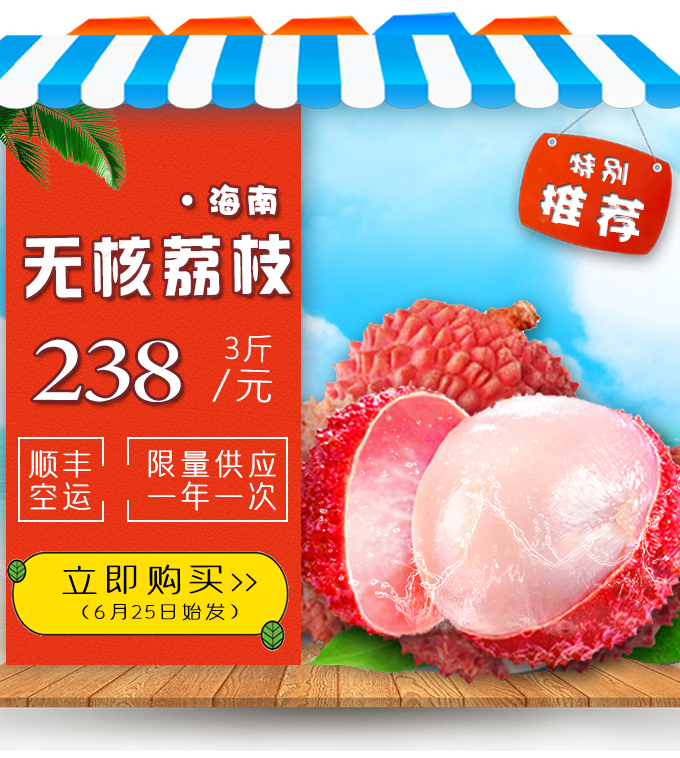 ·海南
无核荔枝
238
3斤
/元
顺丰
空运
限量供应
一年一次
立即购买>>
（6月25日始发）
特别
推荐